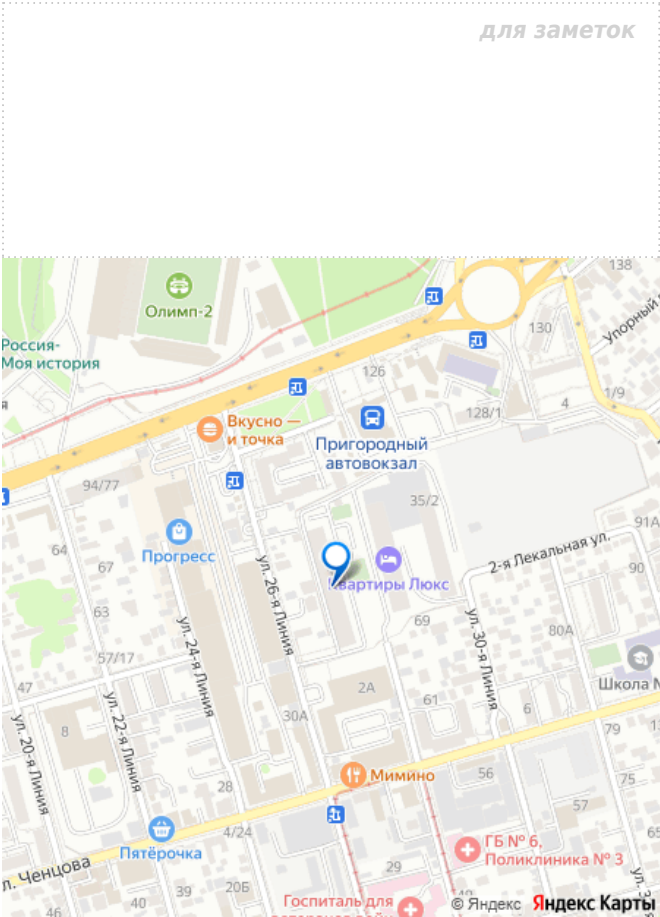 для заметок
138
Олимп-2
Упорный
130
Россия-
Моя история
126
1/9
4
128/1
Вкусно —
и точка
Пригородный
автовокзал
94/77
35/2
91А
Прогресс
64
2-я Лекальная ул.
67
ул. 26-я Линия
Квартиры Люкс
90
63
69
ул. 30-я Линия
80А
ул. 24-я Линия
57/17
47
2А
Школа №
61
6
ул. 22-я Линия
30А
8
79
ул. 20-я Линия
Мимино
56
75
28
57
4/24
Пятёрочка
ГБ № 6,
Поликлиника № 3
л. Ченцова
29
40
39
20Б
46
Госпиталь для
© Яндекс Яндекс Карты